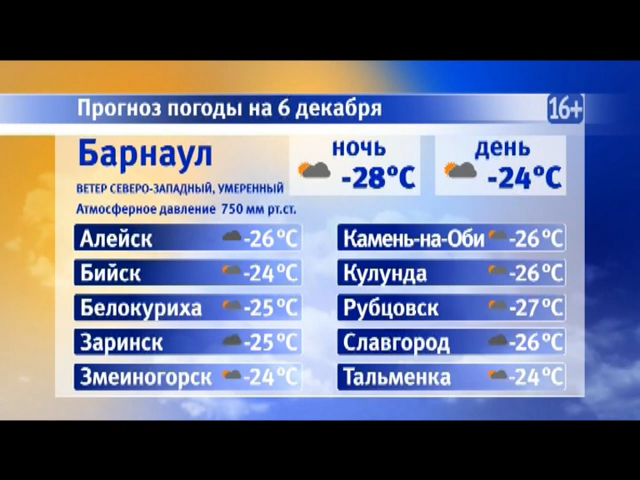 Прогноз погоды на 6 декабря 16+
Барнаул
ночь -28°C
день -24°C
ВЕТЕР СЕВЕРО-ЗАПАДНЫЙ, УМЕРЕННЫЙ
Атмосферное давление 750 мм рт.ст.
Алейск -26°C
Бийск -24°C
Белокуриха -25°C
Заринск -25°C
Змеиногорск -24°C
Камень-на-Оби -26°C
Кулунда -26°C
Рубцовск -27°C
Славгород -26°C
Тальменка -24°C